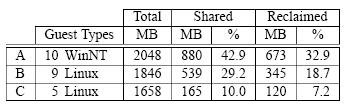 Total Shared Reclaimed
Guest Types MB MB % MB %
A 10 WinNT 2048 880 42.9 673 32.9
B 9 Linux 1846 539 29.2 345 18.7
C 5 Linux 1658 165 10.0 120 7.2